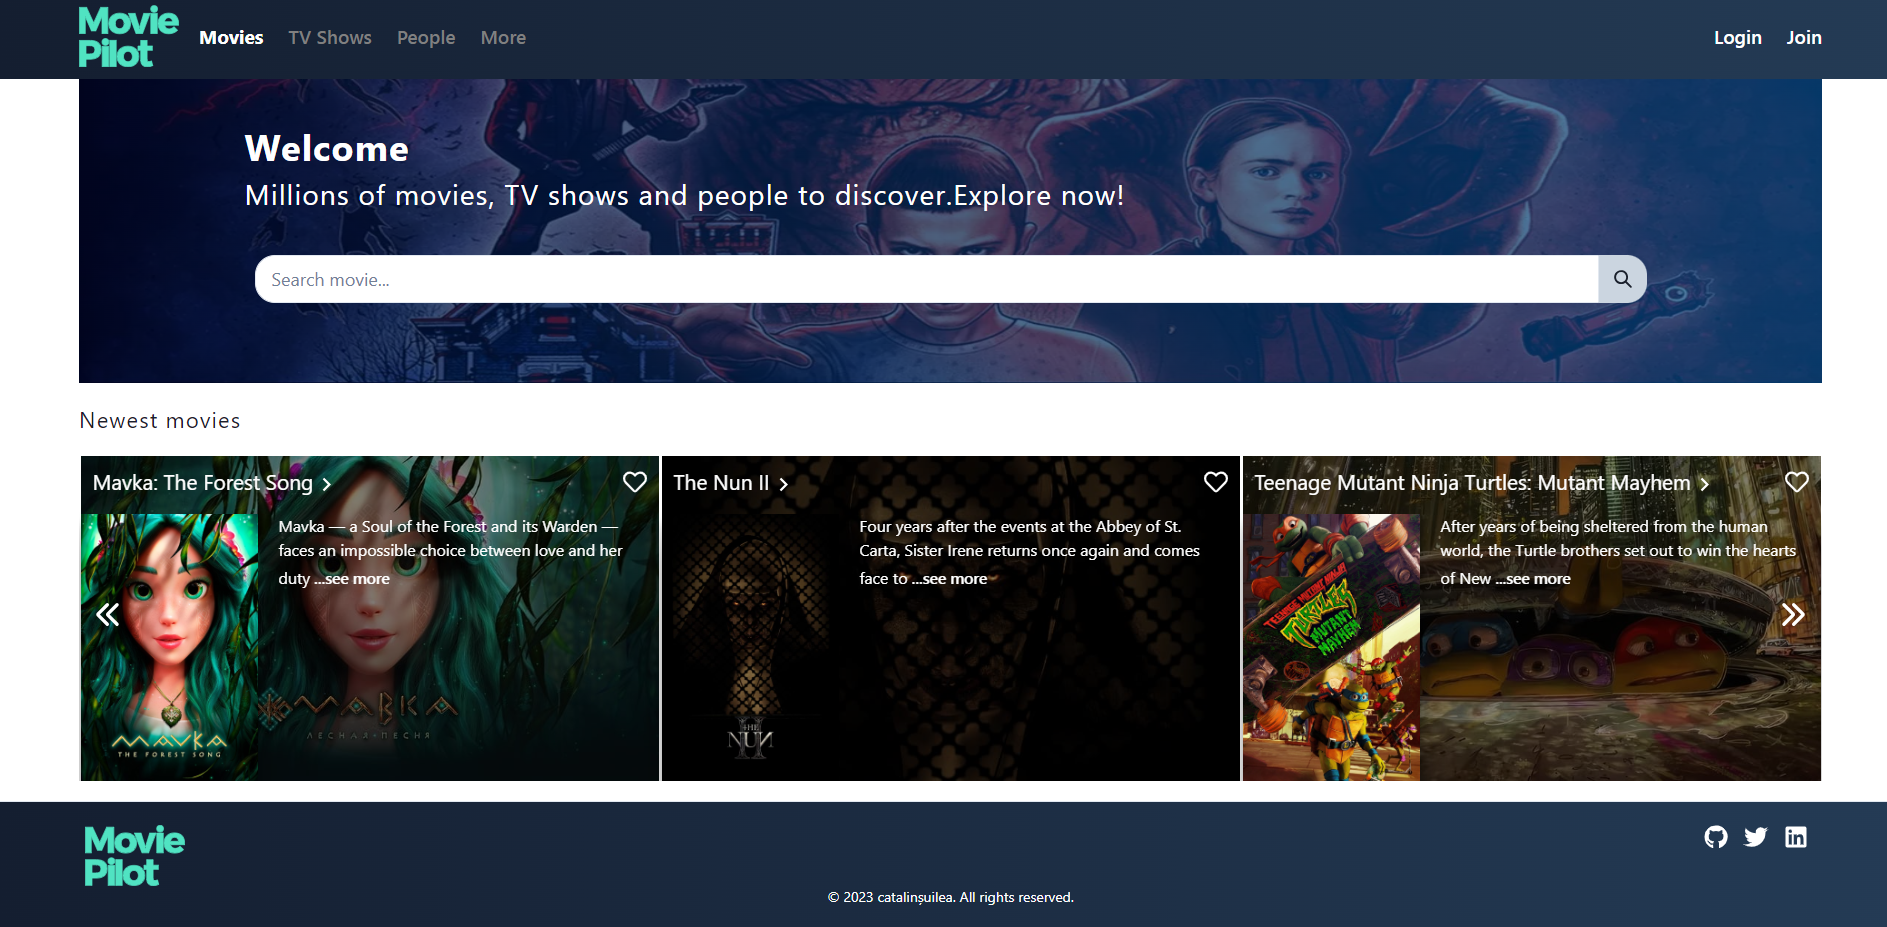 Movie
Pilot
Movies TV Shows People More
Login Join
Welcome
Millions of movies, TV shows and people to discover.Explore now!
Search movie...
Newest movies
Mavka: The Forest Song
Mavka — a Soul of the Forest and its Warden —
faces an impossible choice between love and her
duty ...see more
МАВКА
ЛЕСНАЯ ПЕСНЯ
MAVKA
THE FOREST SONG
The Nun II
Four years after the events at the Abbey of St.
Carta, Sister Irene returns once again and comes
face to ...see more
THE
NUN
II
Teenage Mutant Ninja Turtles: Mutant Mayhem
After years of being sheltered from the human
world, the Turtle brothers set out to win the hearts
of New ...see more
TEENAGE MUTANT NINJA
TURTLES
MUTANT
MAYHEM
Movie
Pilot
© 2023 catalinșuilea. All rights reserved.